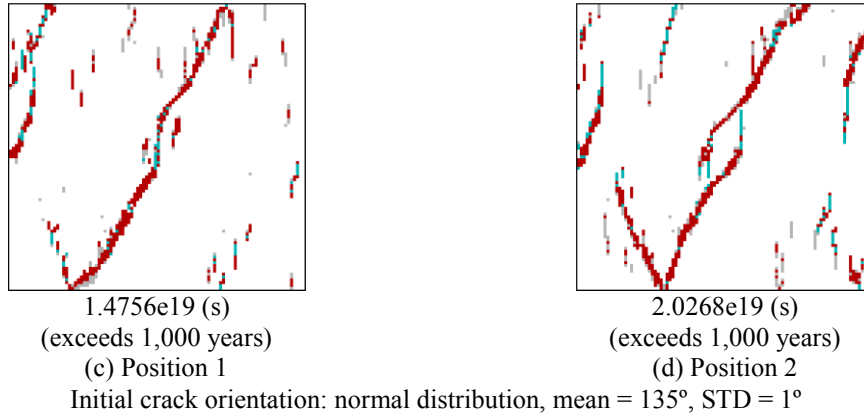 1.4756e19 (s)
(exceeds 1,000 years)
(c) Position 1
2.0268e19 (s)
(exceeds 1,000 years)
(d) Position 2
Initial crack orientation: normal distribution, mean = 135º, STD = 1º